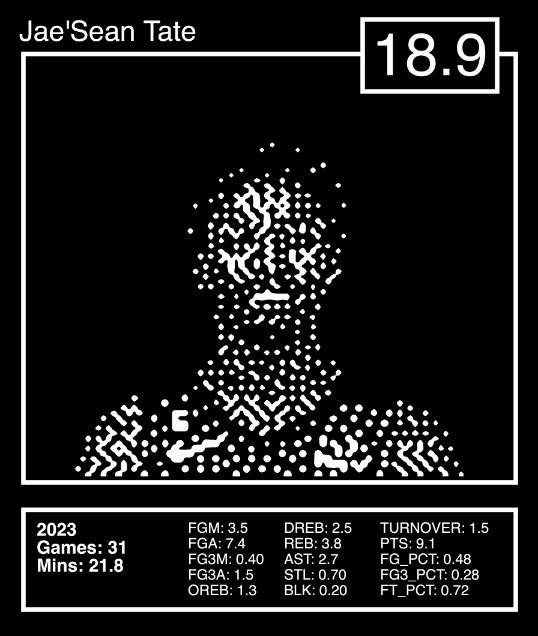 Jae'Sean Tate
18.9
2023
Games: 31
Mins: 21.8
FGM: 3.5
FGA: 7.4
FG3M: 0.40
FG3A: 1.5
OREB: 1.3
DREB: 2.5
REB: 3.8
AST: 2.7
STL: 0.70
BLK: 0.20
TURNOVER: 1.5
PTS: 9.1
FG_PCT: 0.48
FG3_PCT: 0.28
FT_PCT: 0.72